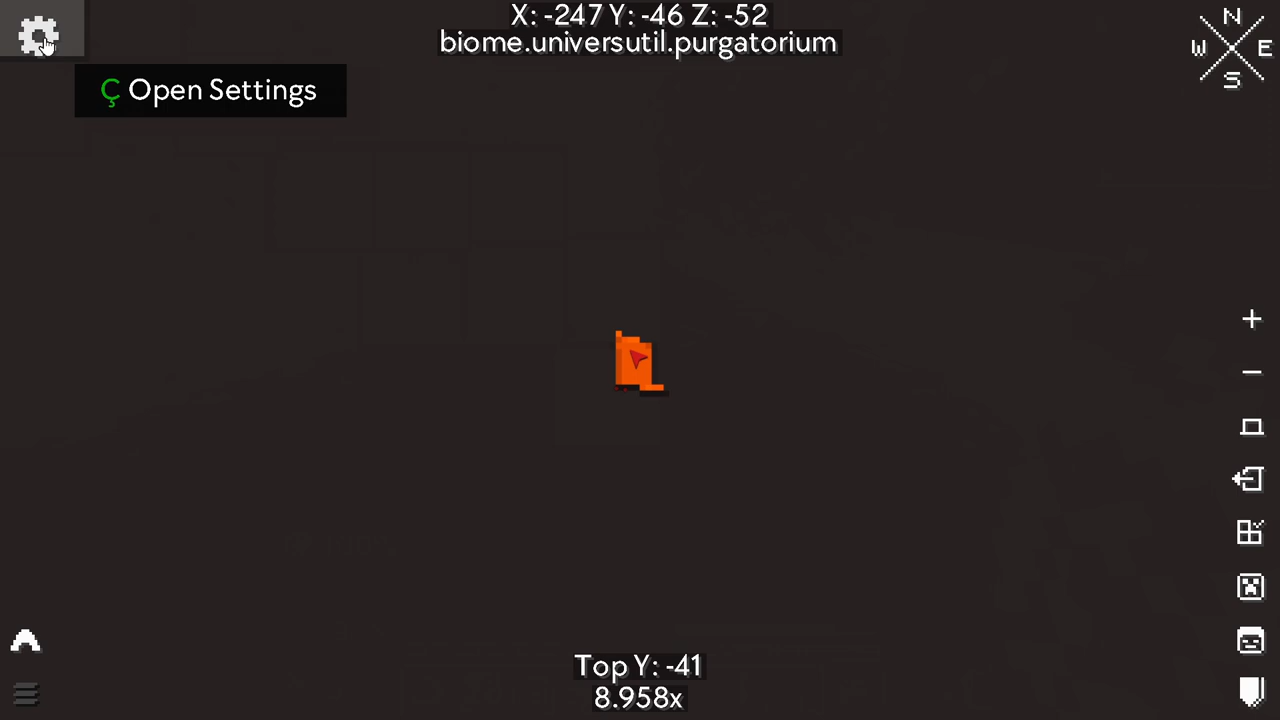 X: -247 Y: -46 Z: -52
biome.universutil.purgatorium
N
W E
S
Ç Open Settings
Top Y: -41
8.958x